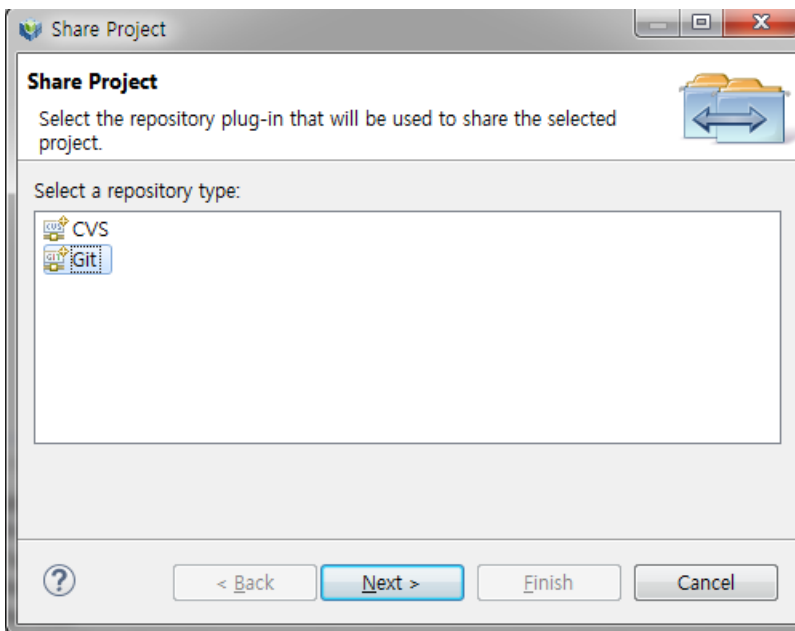 Share Project
Share Project
Select the repository plug-in that will be used to share the selected
project.
Select a repository type:
CVS
Git
?
< Back
Next >
Finish
Cancel